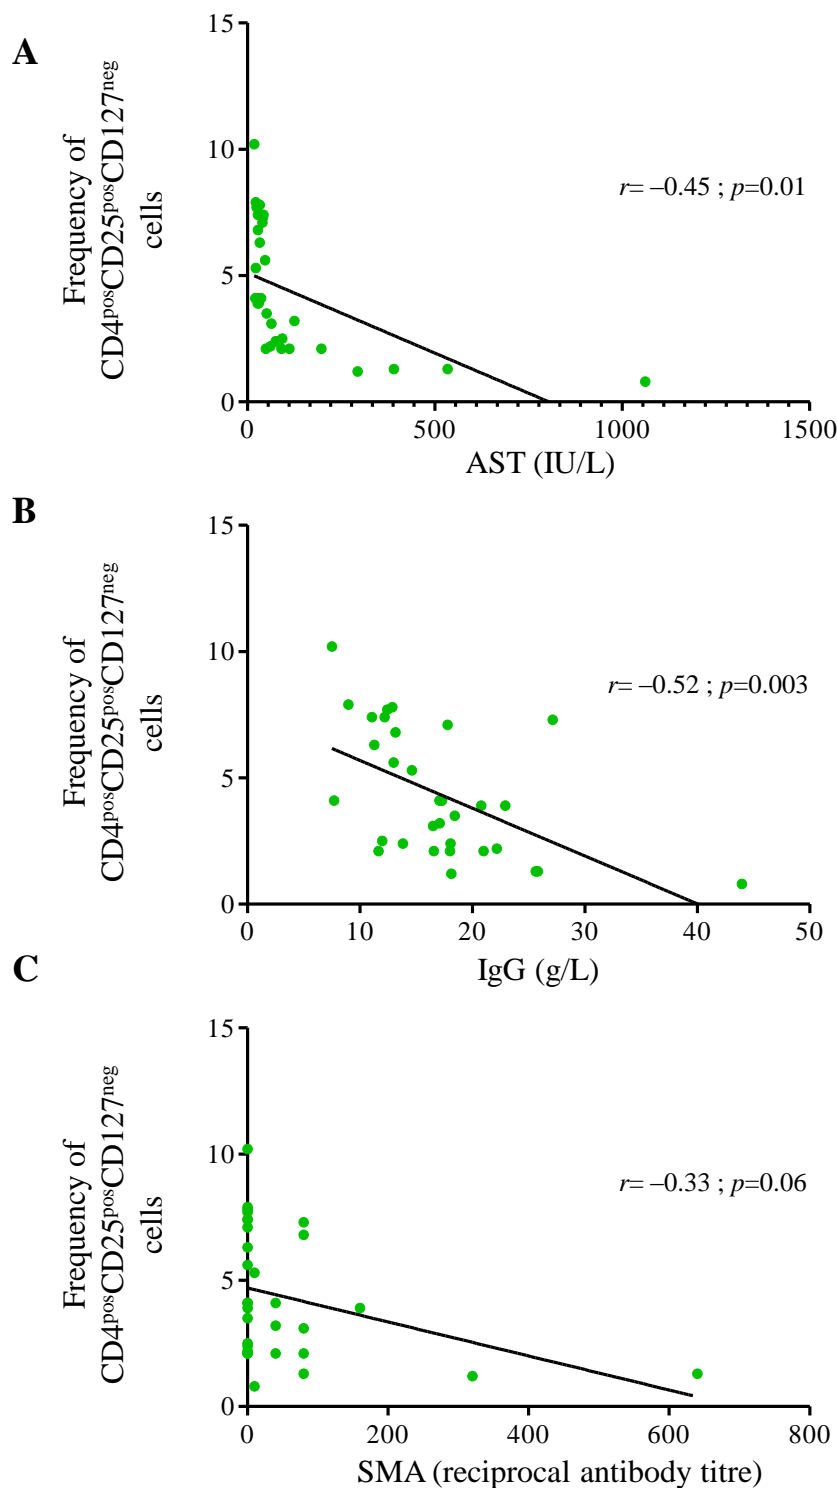 A
Frequency of
CD4posCD25posCD127neg
cells
15
10
5
0
r= –0.45 ; p=0.01
0 500 1000 1500
AST (IU/L)
B
Frequency of
CD4posCD25posCD127neg
cells
15
10
5
0
r= –0.52 ; p=0.003
0 10 20 30 40 50
IgG (g/L)
C
Frequency of
CD4posCD25posCD127neg
cells
15
10
5
0
r= –0.33 ; p=0.06
0 200 400 600 800
SMA (reciprocal antibody titre)